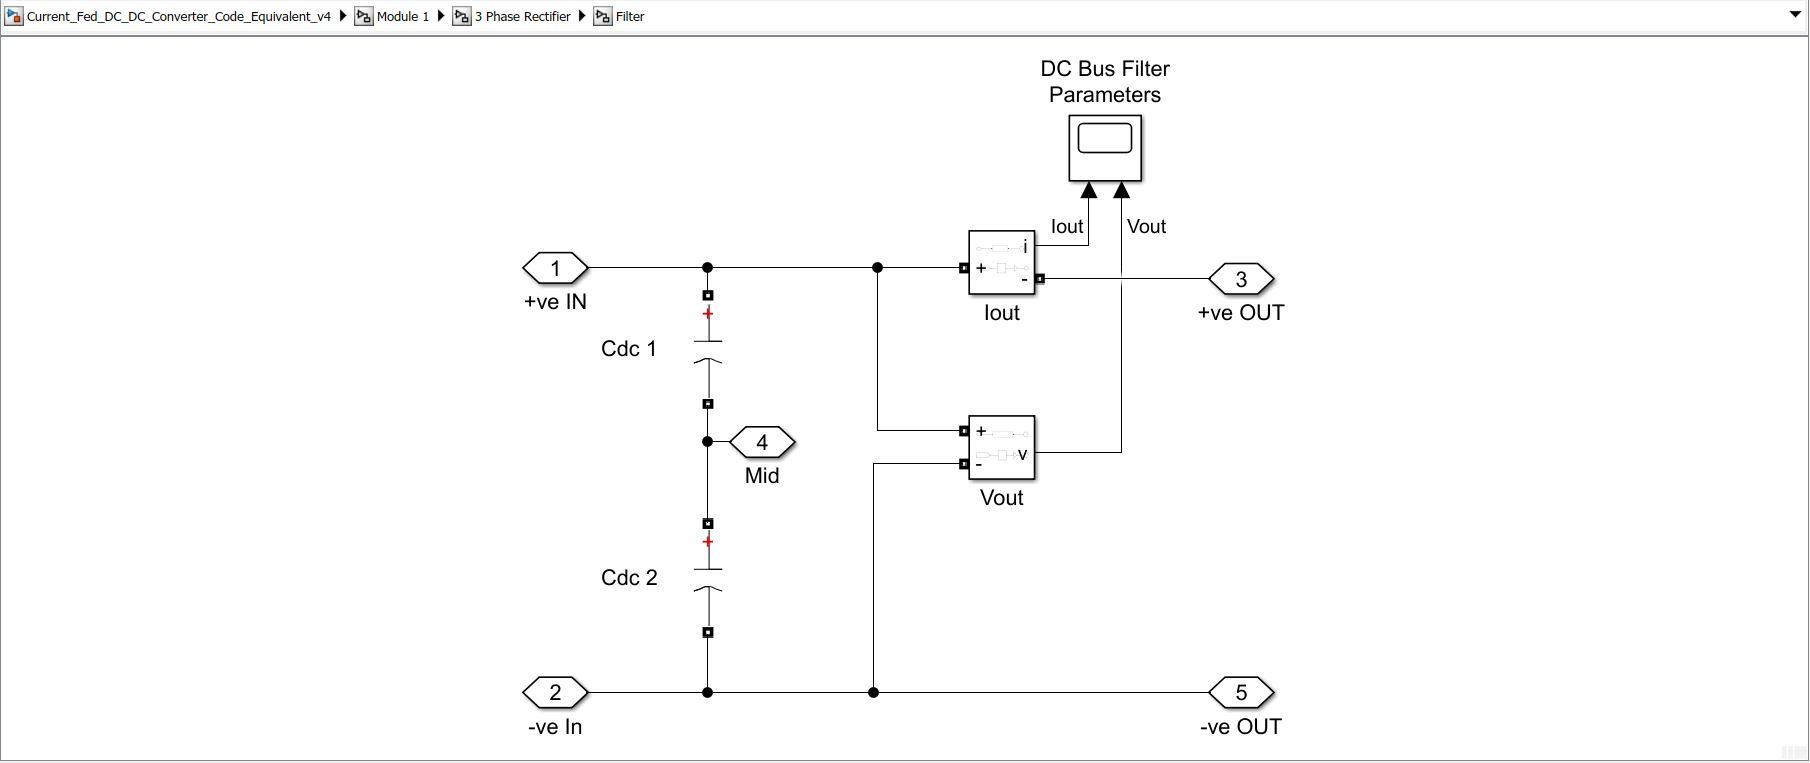 Current_Fed_DC_DC_Converter_Code_Equivalent_v4 Module 1 3 Phase Rectifier Filter
DC Bus Filter
Parameters
Iout Vout
i
+
-
1
+ve IN
Iout
3
+ve OUT
+
Cdc 1
+
-
v
4
Mid
Vout
+
Cdc 2
2
-ve In
5
-ve OUT